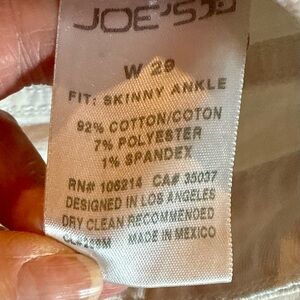 JOE'S
W 29
FIT: SKINNY ANKLE
92% COTTON/COTON
7% POLYESTER
1% SPANDEX
RN# 106214 CA# 35037
DESIGNED IN LOS ANGELES
DRY CLEAN RECOMMENDED
MADE IN MEXICO